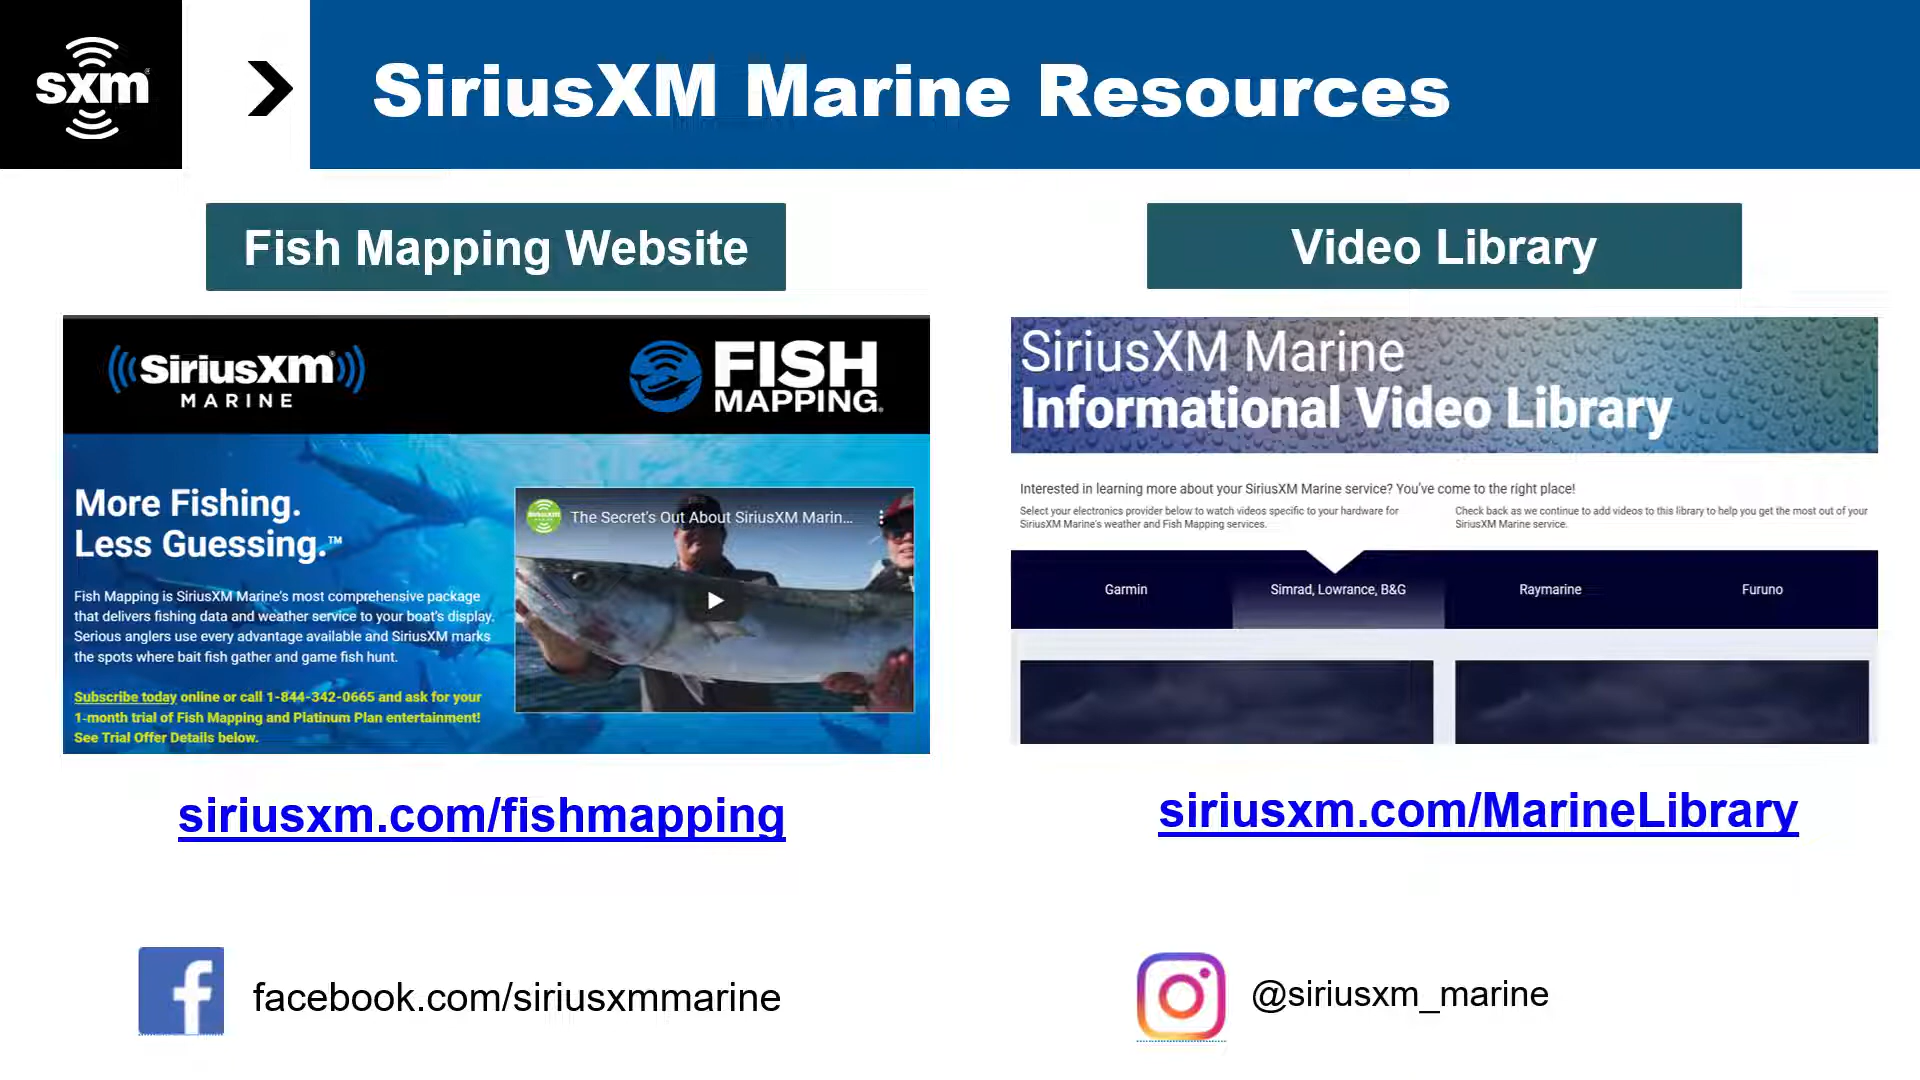 sxm
SiriusXM Marine Resources
Fish Mapping Website
SiriusXM
MARINE
FISH
MAPPING
More Fishing.
Less Guessing.™
The Secret's Out About SiriusXM Marin...
Fish Mapping is SiriusXM Marine's most comprehensive package
that delivers fishing data and weather service to your boat's display.
Serious anglers use every advantage available and SiriusXM marks
the spots where bait fish gather and game fish hunt.
Subscribe today online or call 1-844-342-0665 and ask for your
1-month trial of Fish Mapping and Platinum Plan entertainment!
See Trial Offer Details below.
siriusxm.com/fishmapping
Video Library
SiriusXM Marine
Informational Video Library
Interested in learning more about your SiriusXM Marine service? You've come to the right place!
Select your electronics provider below to watch videos specific to your hardware for
SiriusXM Marine's weather and Fish Mapping services.
Check back as we continue to add videos to this library to help you get the most out of your
SiriusXM Marine service.
Garmin
Simrad, Lowrance, B&G
Raymarine
Furuno
siriusxm.com/MarineLibrary
facebook.com/siriusxmmarine
@siriusxm_marine